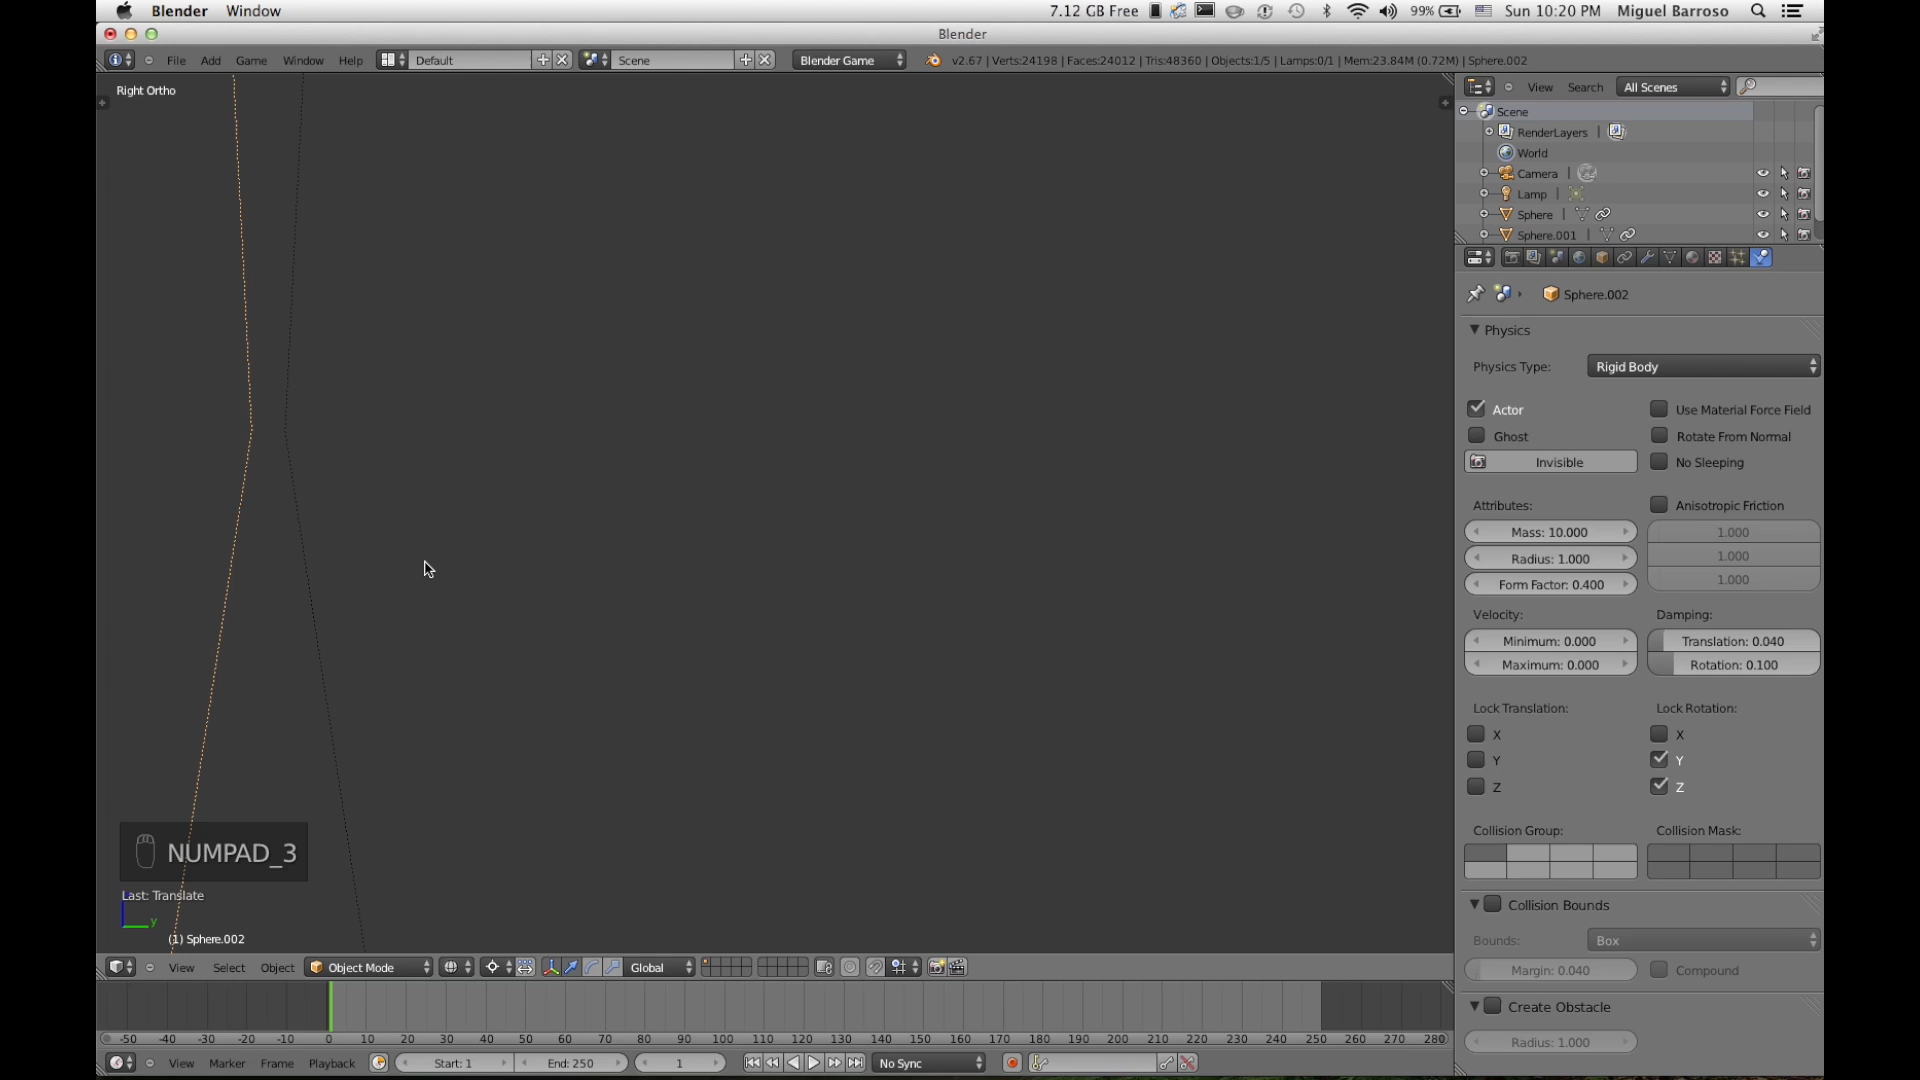 Blender Window 7.12 GB Free 99% Sun 10:20 PM Miguel Barroso
Blender
File Add Game Window Help Default Scene Blender Game v2.67 | Verts:24198 | Faces:24012 | Tris:48360 | Objects:1/5 | Lamps:0/1 | Mem:23.84M (0.72M) | Sphere.002
Right Ortho
View Search All Scenes
Scene
RenderLayers
World
Camera
Lamp
Sphere
Sphere.001
Sphere.002
Physics
Physics Type: Rigid Body
Actor Use Material Force Field
Ghost Rotate From Normal
Invisible No Sleeping
Attributes: Anisotropic Friction
Mass: 10.000 1.000
Radius: 1.000 1.000
Form Factor: 0.400 1.000
Velocity: Damping:
Minimum: 0.000 Translation: 0.040
Maximum: 0.000 Rotation: 0.100
Lock Translation: Lock Rotation:
X X
Y Y
Z Z
Collision Group: Collision Mask:
Collision Bounds
Bounds: Box
Margin: 0.040 Compound
Create Obstacle
Radius: 1.000
NUMPAD_3
Last: Translate
y
(1) Sphere.002
View Select Object Object Mode Global
-50 -40 -30 -20 -10 0 10 20 30 40 50 60 70 80 90 100 110 120 130 140 150 160 170 180 190 200 210 220 230 240 250 260 270 280
View Marker Frame Playback Start: 1 End: 250 1 No Sync